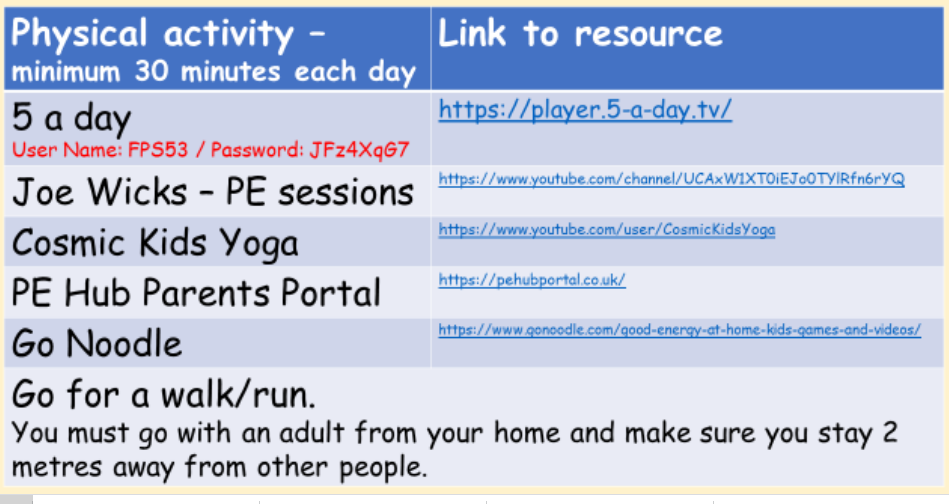 Physical activity – 
minimum 30 minutes each day
Link to resource
5 a day
User Name: FPS53 / Password: JFz4XqG7
https://player.5-a-day.tv/
Joe Wicks – PE sessions
https://www.youtube.com/channel/UCAxW1XT0iEJo0TYlRfn6rYQ
Cosmic Kids Yoga
https://www.youtube.com/user/CosmicKidsYoga
PE Hub Parents Portal
https://pehubportal.co.uk/
Go Noodle
https://www.gonoodle.com/good-energy-at-home-kids-games-and-videos/
Go for a walk/run.
You must go with an adult from your home and make sure you stay 2
metres away from other people.